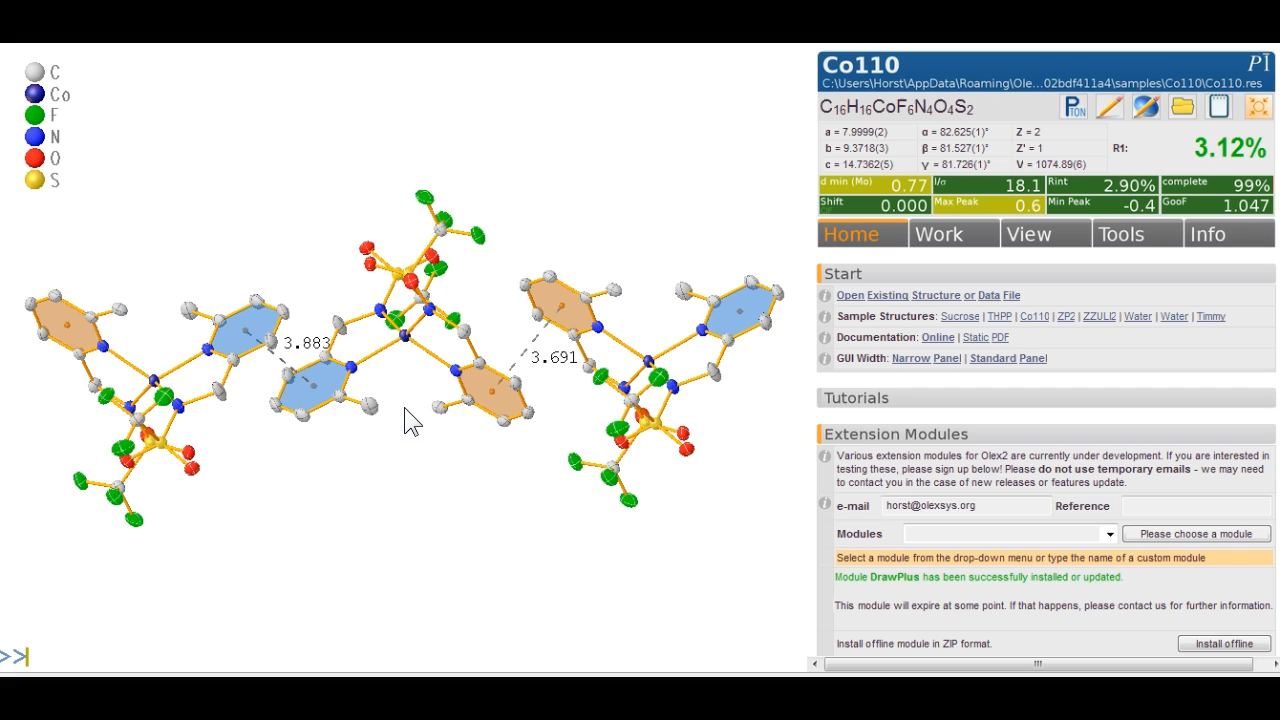 C
Co
F
N
O
S
3.883
3.691
>>
Co110
P1̅
C:\Users\Horst\AppData\Roaming\Ole...02bdf411a4\samples\Co110\Co110.res
C₁₆H₁₆CoF₆N₄O₄S₂
PTON
a = 7.9999(2) α = 82.625(1)° Z = 2
b = 9.3718(3) β = 81.527(1)° Z' = 1 R1: 3.12%
c = 14.7362(5) γ = 81.726(1)° V = 1074.89(6)
d min (Mo) 0.77 I/σ 18.1 Rint 2.90% complete 99%
Shift 0.000 Max Peak 0.6 Min Peak -0.4 GooF 1.047
Home Work View Tools Info
Start
Open Existing Structure or Data File
Sample Structures: Sucrose | THPP | Co110 | ZP2 | ZZULI2 | Water | Water | Timmy
Documentation: Online | Static PDF
GUI Width: Narrow Panel | Standard Panel
Tutorials
Extension Modules
Various extension modules for Olex2 are currently under development. If you are interested in
testing these, please sign up below! Please do not use temporary emails - we may need
to contact you in the case of new releases or features update.
e-mail horst@olexsys.org Reference
Modules Please choose a module
Select a module from the drop-down menu or type the name of a custom module
Module DrawPlus has been successfully installed or updated.
This module will expire at some point. If that happens, please contact us for further information.
Install offline module in ZIP format. Install offline